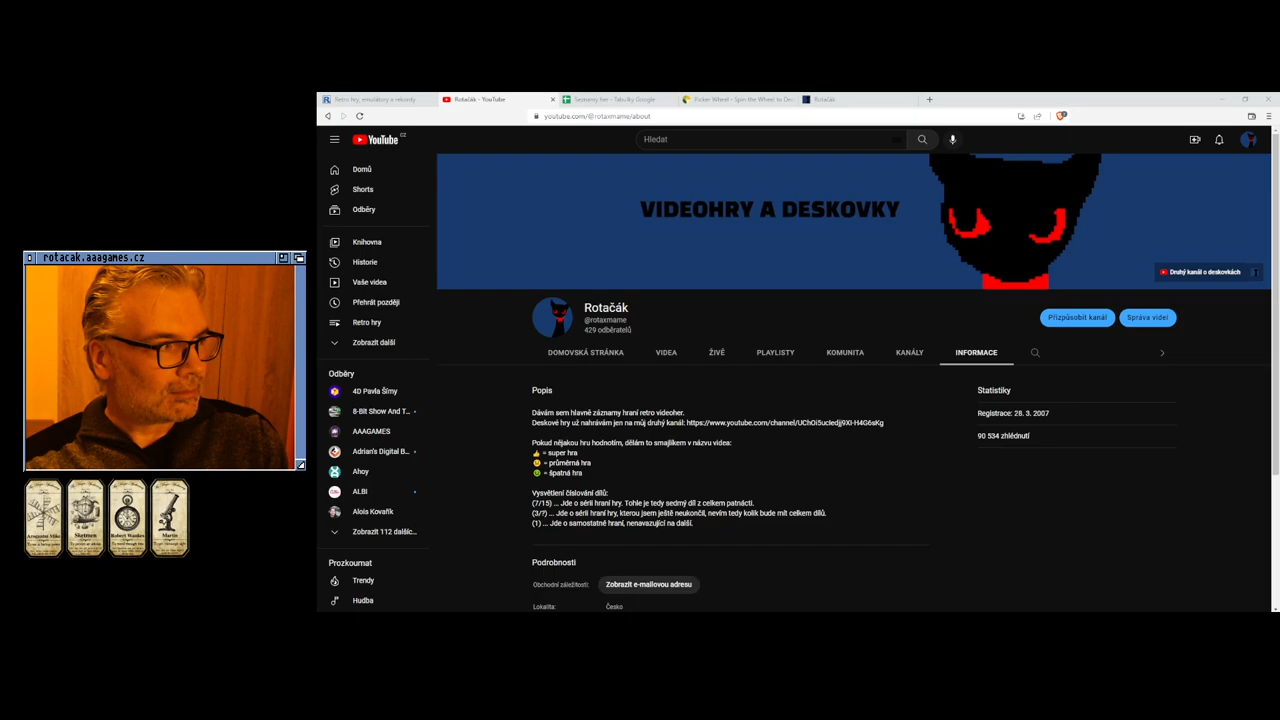 Retro hry, emulátory a rekordy
Rotačák - YouTube
Seznamy her - Tabulky Google
Picker Wheel - Spin the Wheel to Dec
Rotačák
youtube.com/@rotaxmame/about
YouTube CZ
Hledat
Domů
Shorts
Odběry
Knihovna
Historie
Vaše videa
Přehrát později
Retro hry
Zobrazit další
Odběry
4D Pavla Šímy
8-Bit Show And T...
AAAGAMES
Adrian's Digital B...
Ahoy
ALBI
Alois Kovařík
Zobrazit 112 dalšíc...
Prozkoumat
Trendy
Hudba
VIDEOHRY A DESKOVKY
Druhý kanál o deskovkách
Rotačák
@rotaxmame
429 odběratelů
Přizpůsobit kanál
Správa videí
DOMOVSKÁ STRÁNKA
VIDEA
ŽIVĚ
PLAYLISTY
KOMUNITA
KANÁLY
INFORMACE
Popis
Dávám sem hlavně záznamy hraní retro videoher.
Deskové hry už nahrávám jen na můj druhý kanál: https://www.youtube.com/channel/UChOi5ucIedjj9XI-H4G6sKg
Pokud nějakou hru hodnotím, dělám to smajlíkem v názvu videa:
👍 = super hra
😐 = průměrná hra
🤢 = špatná hra
Vysvětlení číslování dílů:
(7/15) ... Jde o sérii hraní hry. Tohle je tedy sedmý díl z celkem patnácti.
(3/?) ... Jde o sérii hraní hry, kterou jsem ještě neukončil, nevím tedy kolik bude mít celkem dílů.
(1) ... Jde o samostatné hraní, nenavazující na další.
Podrobnosti
Obchodní záležitosti:
Zobrazit e-mailovou adresu
Lokalita:
Česko
Statistiky
Registrace: 28. 3. 2007
90 534 zhlédnutí
rotacak.aaagames.cz
Arogantni Mike
Sketmen
Robert Wankes
Martin